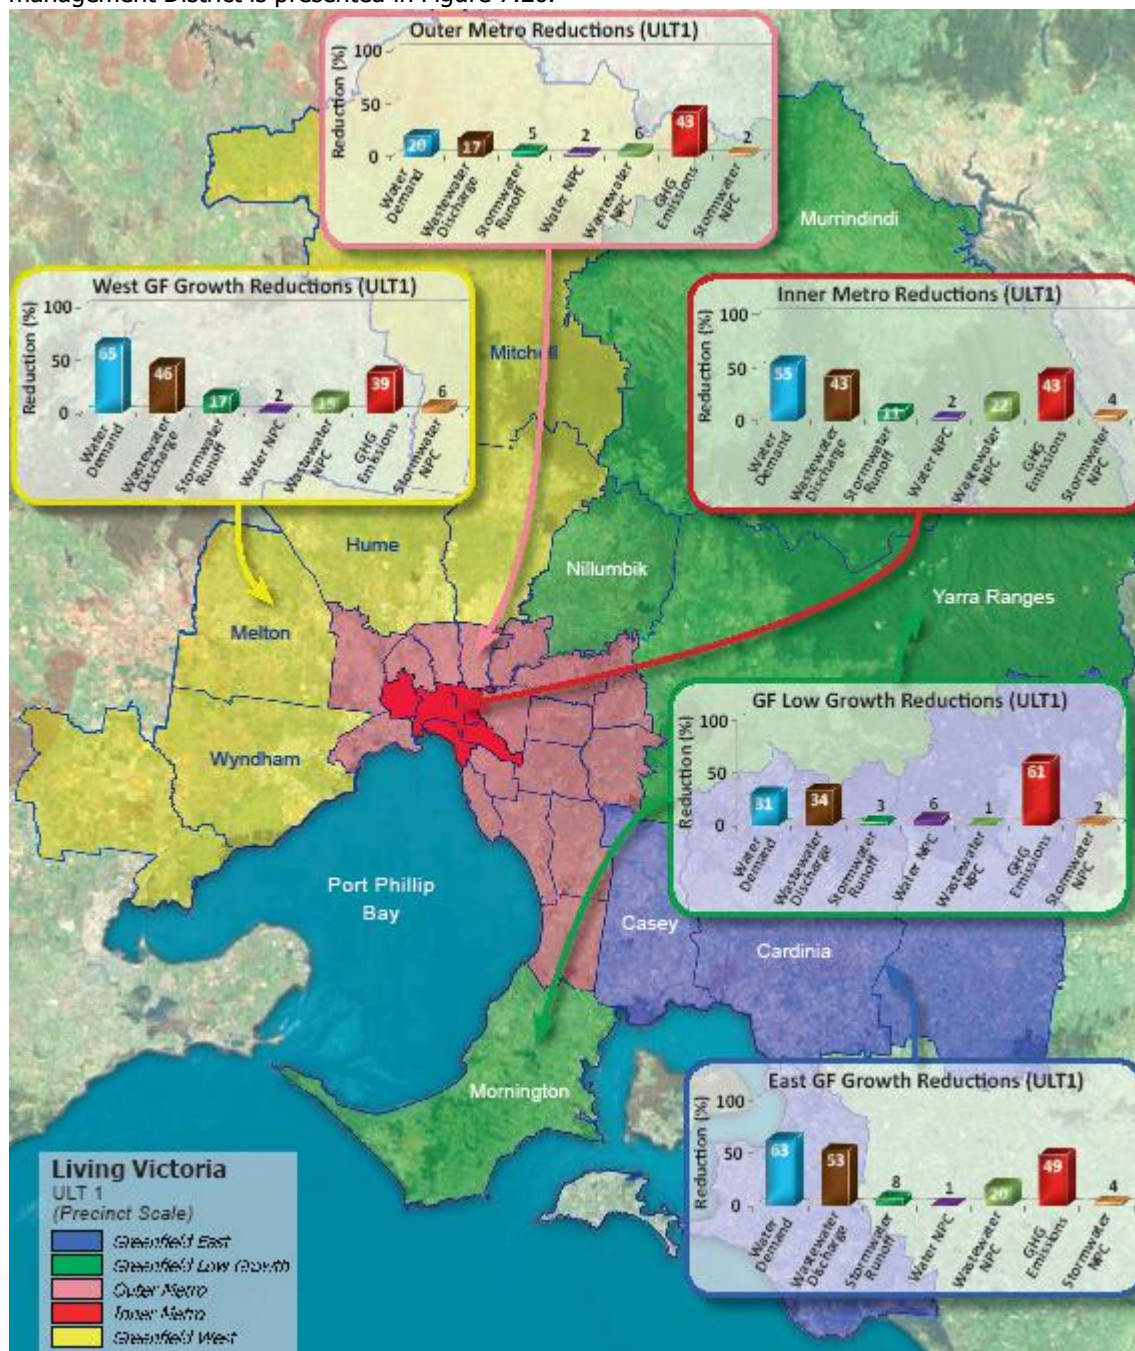 management District is presented in Figure 7.20.
Outer Metro Reductions (ULT1)
Reduction (%)
100
50
0
20
17
5
2
6
43
2
Water Demand
Wastewater Discharge
Stormwater Runoff
Water NPC
Wastewater NPC
GHG Emissions
Stormwater NPC
Murrindindi
West GF Growth Reductions (ULT1)
Reduction (%)
100
50
0
65
46
17
2
15
39
6
Water Demand
Wastewater Discharge
Stormwater Runoff
Water NPC
Wastewater NPC
GHG Emissions
Stormwater NPC
Mitchell
Inner Metro Reductions (ULT1)
Reduction (%)
100
50
0
55
43
11
2
22
43
4
Water Demand
Wastewater Discharge
Stormwater Runoff
Water NPC
Wastewater NPC
GHG Emissions
Stormwater NPC
Hume
Nillumbik
Yarra Ranges
Melton
GF Low Growth Reductions (ULT1)
Reduction (%)
100
50
0
31
34
3
6
1
61
2
Water Demand
Wastewater Discharge
Stormwater Runoff
Water NPC
Wastewater NPC
GHG Emissions
Stormwater NPC
Wyndham
Port Phillip
Bay
Casey
Cardinia
East GF Growth Reductions (ULT1)
Reduction (%)
100
50
0
63
53
8
1
20
49
4
Water Demand
Wastewater Discharge
Stormwater Runoff
Water NPC
Wastewater NPC
GHG Emissions
Stormwater NPC
Mornington
Living Victoria
ULT 1
(Precinct Scale)
Greenfield East
Greenfield Low Growth
Outer Metro
Inner Metro
Greenfield West